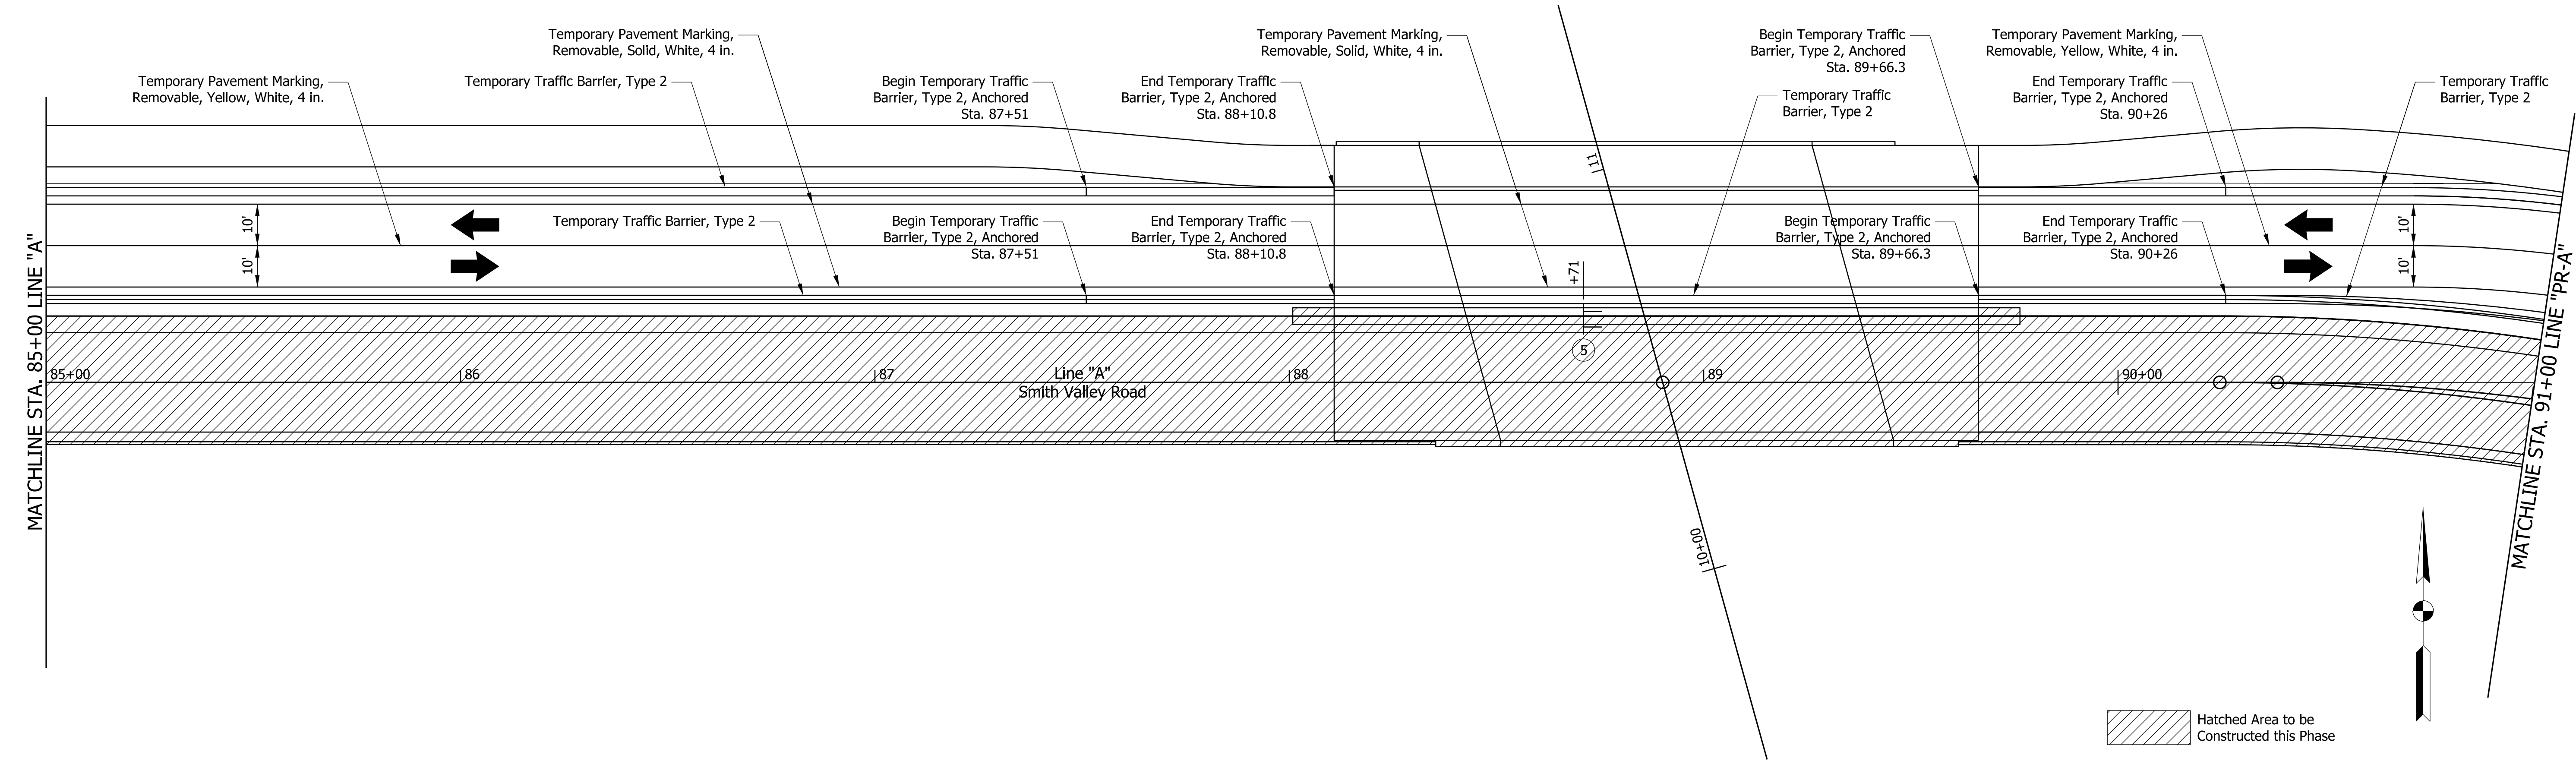 Temporary Pavement Marking,
Removable, Solid, White, 4 in.
Temporary Pavement Marking,
Removable, Solid, White, 4 in.
Begin Temporary Traffic
Barrier, Type 2, Anchored
Sta. 89+66.3
Temporary Pavement Marking,
Removable, Yellow, White, 4 in.
Temporary Pavement Marking,
Removable, Yellow, White, 4 in.
Temporary Traffic Barrier, Type 2
Begin Temporary Traffic
Barrier, Type 2, Anchored
Sta. 87+51
End Temporary Traffic
Barrier, Type 2, Anchored
Sta. 88+10.8
Temporary Traffic
Barrier, Type 2
End Temporary Traffic
Barrier, Type 2, Anchored
Sta. 90+26
Temporary Traffic
Barrier, Type 2
11
10'
10'
Temporary Traffic Barrier, Type 2
Begin Temporary Traffic
Barrier, Type 2, Anchored
Sta. 87+51
End Temporary Traffic
Barrier, Type 2, Anchored
Sta. 88+10.8
Begin Temporary Traffic
Barrier, Type 2, Anchored
Sta. 89+66.3
End Temporary Traffic
Barrier, Type 2, Anchored
Sta. 90+26
10'
10'
+71
5
MATCHLINE STA. 85+00 LINE "A"
85+00
86
87
Line "A"
Smith Valley Road
88
89
90+00
MATCHLINE STA. 91+00 LINE "PR-A"
10+00
Hatched Area to be
Constructed this Phase